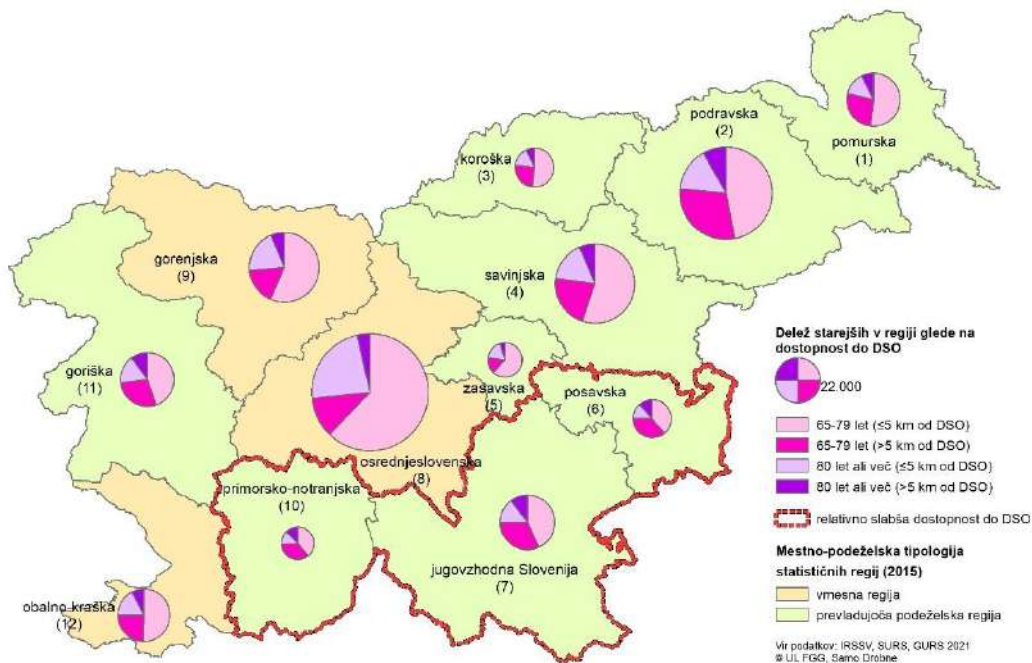 podravska
(2)
pomurska
(1)
koroška
(3)
gorenjska
(9)
savinjska
(4)
goriška
(11)
zasavska
(5)
posavska
(6)
osrednjeslovenska
(8)
primorsko-notranjska
(10)
jugovzhodna Slovenija
(7)
obalno-kraška
(12)
Delež starejših v regiji glede na
dostopnost do DSO
22.000
65-79 let (≤5 km od DSO)
65-79 let (>5 km od DSO)
80 let ali več (≤5 km od DSO)
80 let ali več (>5 km od DSO)
relativno slabša dostopnost do DSO
Mestno-podeželska tipologija
statističnih regij (2015)
vmesna regija
prevladujoča podeželska regija
Vir podatkov: IRSSV, SURS, GURS 2021
© UL FGG, Samo Drobne